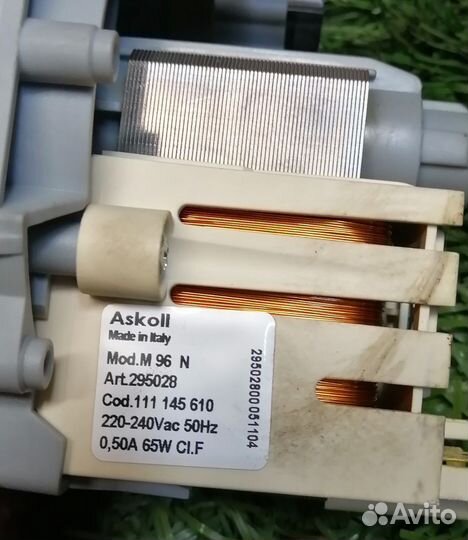 Askoll
Made in Italy
Mod.M 96 N
Art.295028
Cod.111 145 610
220-240Vac 50Hz
0,50A 65W Cl.F
29502800051104
Avito